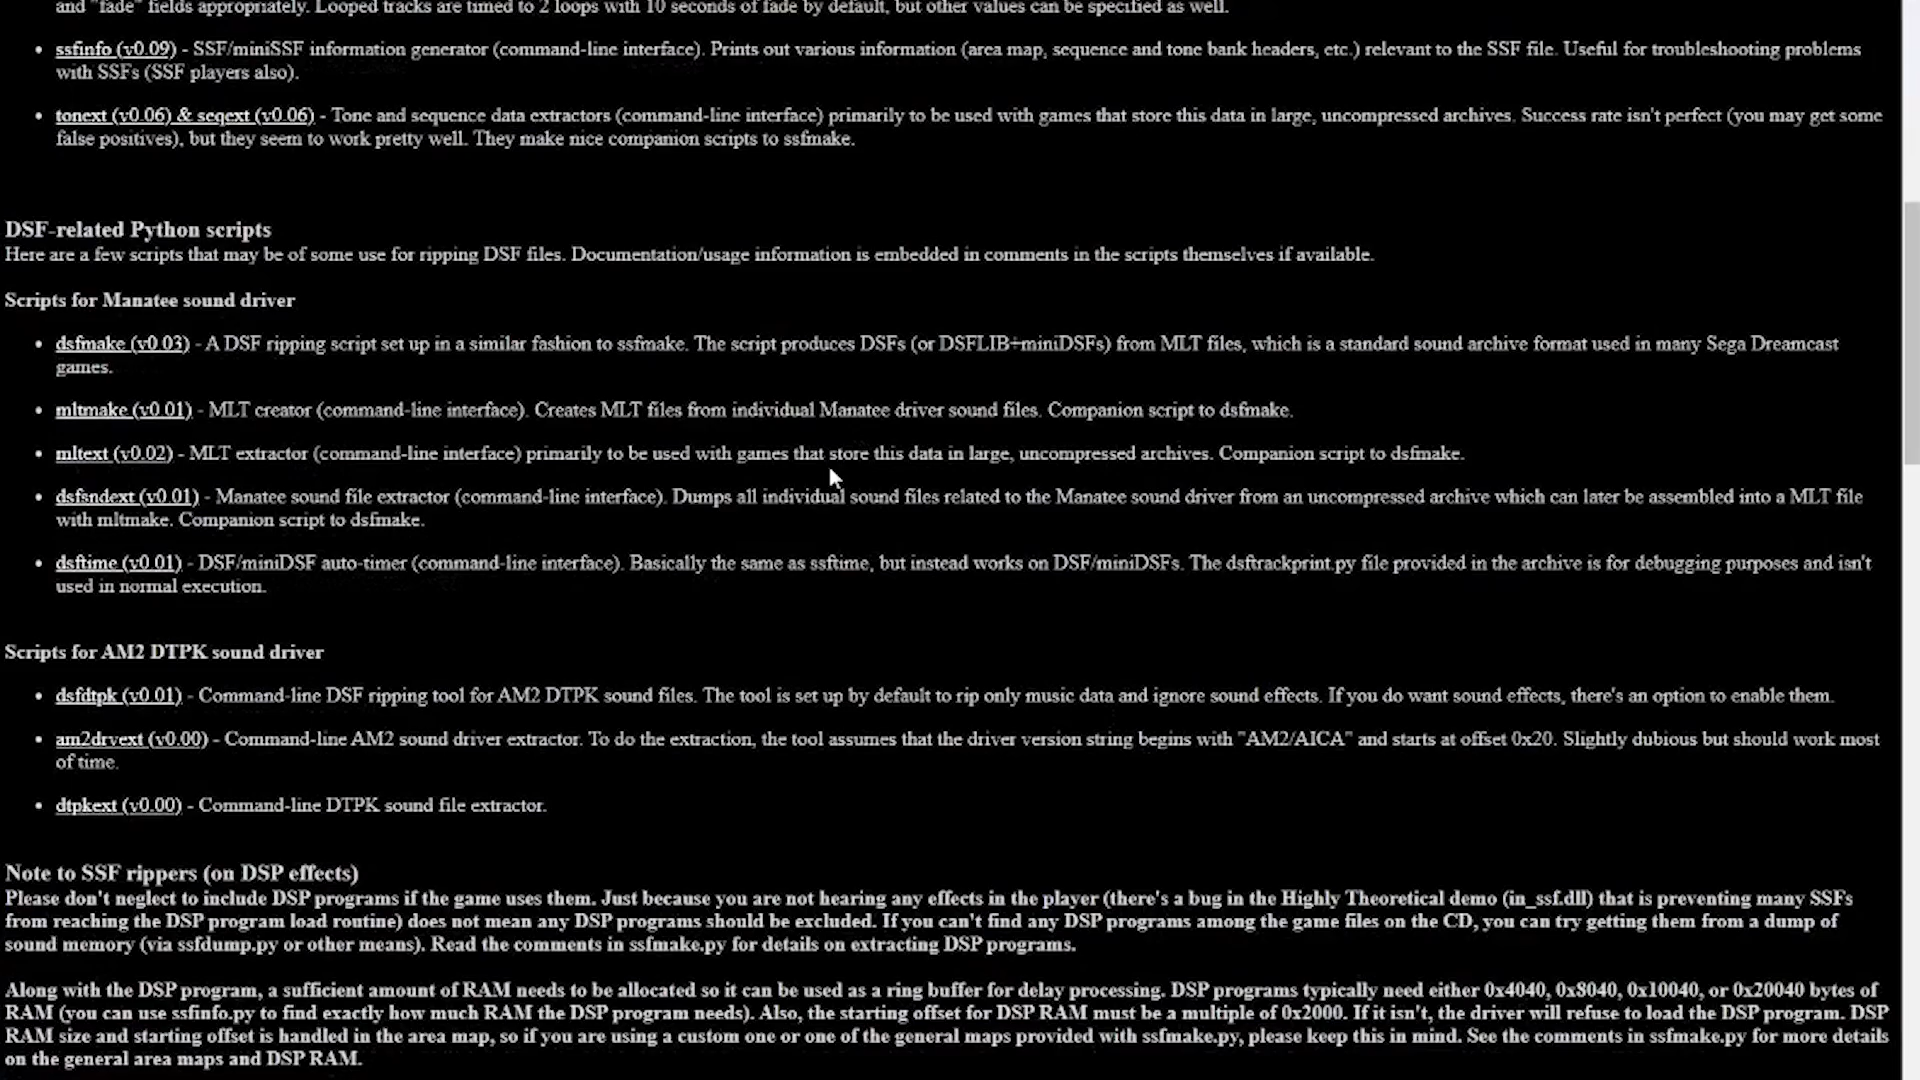 and "fade" fields appropriately. Looped tracks are timed to 2 loops with 10 seconds of fade by default, but other values can be specified as well.
• ssfinfo (v0.09) - SSF/miniSSF information generator (command-line interface). Prints out various information (area map, sequence and tone bank headers, etc.) relevant to the SSF file. Useful for troubleshooting problems
with SSFs (SSF players also).
• tonext (v0.06) & seqext (v0.06) - Tone and sequence data extractors (command-line interface) primarily to be used with games that store this data in large, uncompressed archives. Success rate isn't perfect (you may get some
false positives), but they seem to work pretty well. They make nice companion scripts to ssfmake.
DSF-related Python scripts
Here are a few scripts that may be of some use for ripping DSF files. Documentation/usage information is embedded in comments in the scripts themselves if available.
Scripts for Manatee sound driver
• dsfmake (v0.03) - A DSF ripping script set up in a similar fashion to ssfmake. The script produces DSFs (or DSFLIB+miniDSFs) from MLT files, which is a standard sound archive format used in many Sega Dreamcast
games.
• mltmake (v0.01) - MLT creator (command-line interface). Creates MLT files from individual Manatee driver sound files. Companion script to dsfmake.
• mltext (v0.02) - MLT extractor (command-line interface) primarily to be used with games that store this data in large, uncompressed archives. Companion script to dsfmake.
• dsfsndext (v0.01) - Manatee sound file extractor (command-line interface). Dumps all individual sound files related to the Manatee sound driver from an uncompressed archive which can later be assembled into a MLT file
with mltmake. Companion script to dsfmake.
• dsftime (v0.01) - DSF/miniDSF auto-timer (command-line interface). Basically the same as ssftime, but instead works on DSF/miniDSFs. The dsftrackprint.py file provided in the archive is for debugging purposes and isn't
used in normal execution.
Scripts for AM2 DTPK sound driver
• dsfdtpk (v0.01) - Command-line DSF ripping tool for AM2 DTPK sound files. The tool is set up by default to rip only music data and ignore sound effects. If you do want sound effects, there's an option to enable them.
• am2drvext (v0.00) - Command-line AM2 sound driver extractor. To do the extraction, the tool assumes that the driver version string begins with "AM2/AICA" and starts at offset 0x20. Slightly dubious but should work most
of time.
• dtpkext (v0.00) - Command-line DTPK sound file extractor.
Note to SSF rippers (on DSP effects)
Please don't neglect to include DSP programs if the game uses them. Just because you are not hearing any effects in the player (there's a bug in the Highly Theoretical demo (in_ssf.dll) that is preventing many SSFs
from reaching the DSP program load routine) does not mean any DSP programs should be excluded. If you can't find any DSP programs among the game files on the CD, you can try getting them from a dump of
sound memory (via ssfdump.py or other means). Read the comments in ssfmake.py for details on extracting DSP programs.
Along with the DSP program, a sufficient amount of RAM needs to be allocated so it can be used as a ring buffer for delay processing. DSP programs typically need either 0x4040, 0x8040, 0x10040, or 0x20040 bytes of
RAM (you can use ssfinfo.py to find exactly how much RAM the DSP program needs). Also, the starting offset for DSP RAM must be a multiple of 0x2000. If it isn't, the driver will refuse to load the DSP program. DSP
RAM size and starting offset is handled in the area map, so if you are using a custom one or one of the general maps provided with ssfmake.py, please keep this in mind. See the comments in ssfmake.py for more details
on the general area maps and DSP RAM.